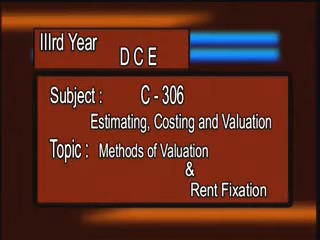 IIIrd Year
D C E
Subject : C - 306
Estimating, Costing and Valuation
Topic : Methods of Valuation
&
Rent Fixation